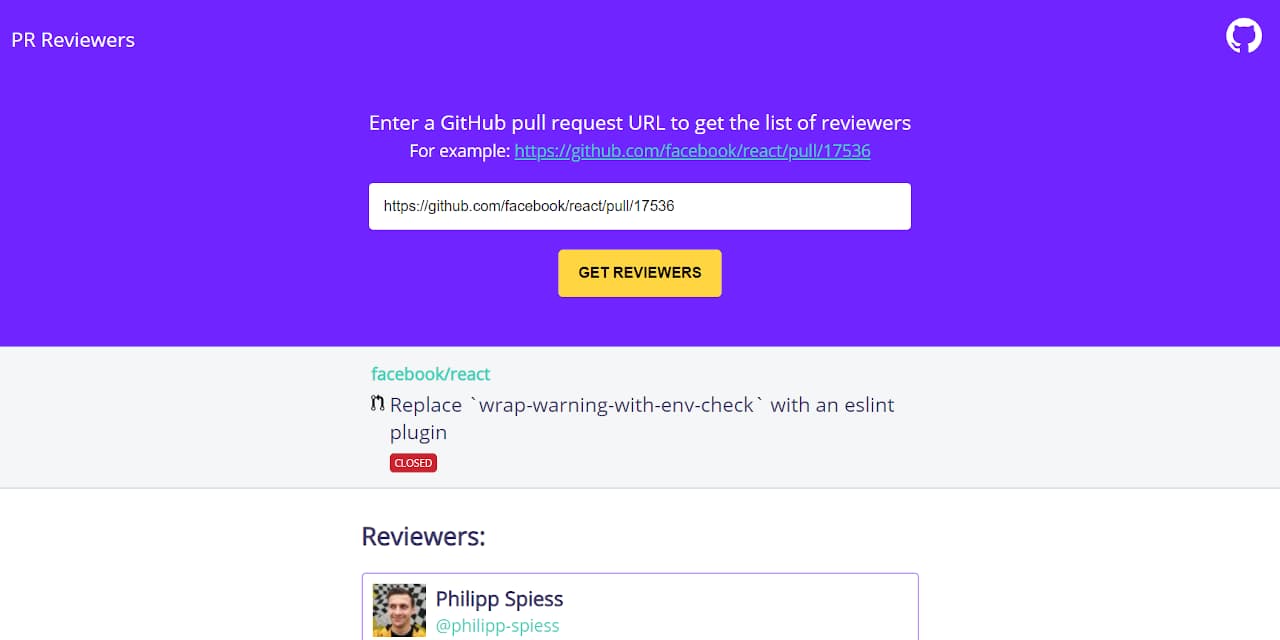 PR Reviewers
Enter a GitHub pull request URL to get the list of reviewers
For example: https://github.com/facebook/react/pull/17536
https://github.com/facebook/react/pull/17536
GET REVIEWERS
facebook/react
Replace `wrap-warning-with-env-check` with an eslint
plugin
CLOSED
Reviewers:
Philipp Spiess
@philipp-spiess